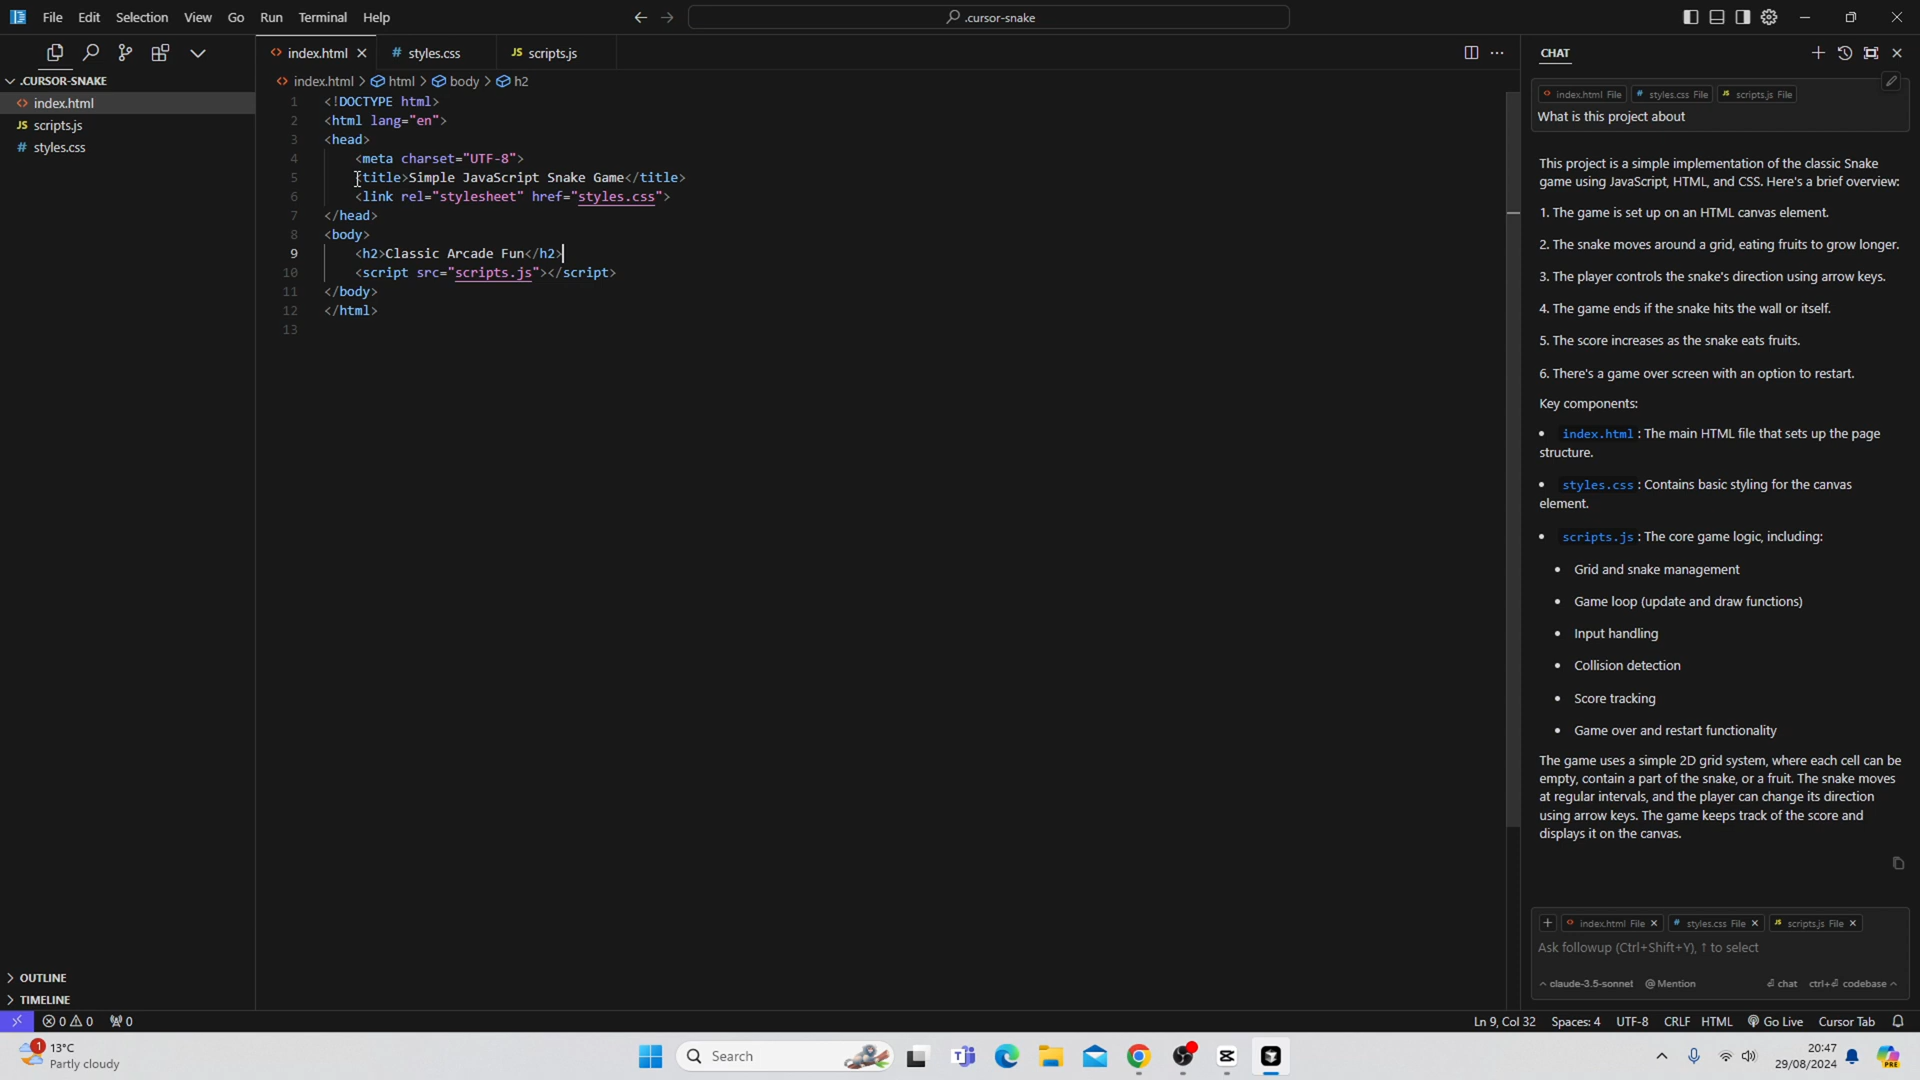 File Edit Selection View Go Run Terminal Help
.cursor-snake
.CURSOR-SNAKE
index.html
scripts.js
styles.css
OUTLINE
TIMELINE
index.html
styles.css
scripts.js
index.html > html > body > h2
1 <!DOCTYPE html>
2 <html lang="en">
3 <head>
4 <meta charset="UTF-8">
5 <title>Simple JavaScript Snake Game</title>
6 <link rel="stylesheet" href="styles.css">
7 </head>
8 <body>
9 <h2>Classic Arcade Fun</h2>
10 <script src="scripts.js"></script>
11 </body>
12 </html>
13
CHAT
index.html File styles.css File scripts.js File
What is this project about
This project is a simple implementation of the classic Snake
game using JavaScript, HTML, and CSS. Here's a brief overview:
1. The game is set up on an HTML canvas element.
2. The snake moves around a grid, eating fruits to grow longer.
3. The player controls the snake's direction using arrow keys.
4. The game ends if the snake hits the wall or itself.
5. The score increases as the snake eats fruits.
6. There's a game over screen with an option to restart.
Key components:
• index.html : The main HTML file that sets up the page
structure.
• styles.css : Contains basic styling for the canvas
element.
• scripts.js : The core game logic, including:
• Grid and snake management
• Game loop (update and draw functions)
• Input handling
• Collision detection
• Score tracking
• Game over and restart functionality
The game uses a simple 2D grid system, where each cell can be
empty, contain a part of the snake, or a fruit. The snake moves
at regular intervals, and the player can change its direction
using arrow keys. The game keeps track of the score and
displays it on the canvas.
index.html File styles.css File scripts.js File
Ask followup (Ctrl+Shift+Y), ↑ to select
claude-3.5-sonnet @ Mention ⏎ chat ctrl+⏎ codebase
0 0 0
Ln 9, Col 32 Spaces: 4 UTF-8 CRLF HTML Go Live Cursor Tab
1
13°C
Partly cloudy
Search
20:47
29/08/2024
PRE